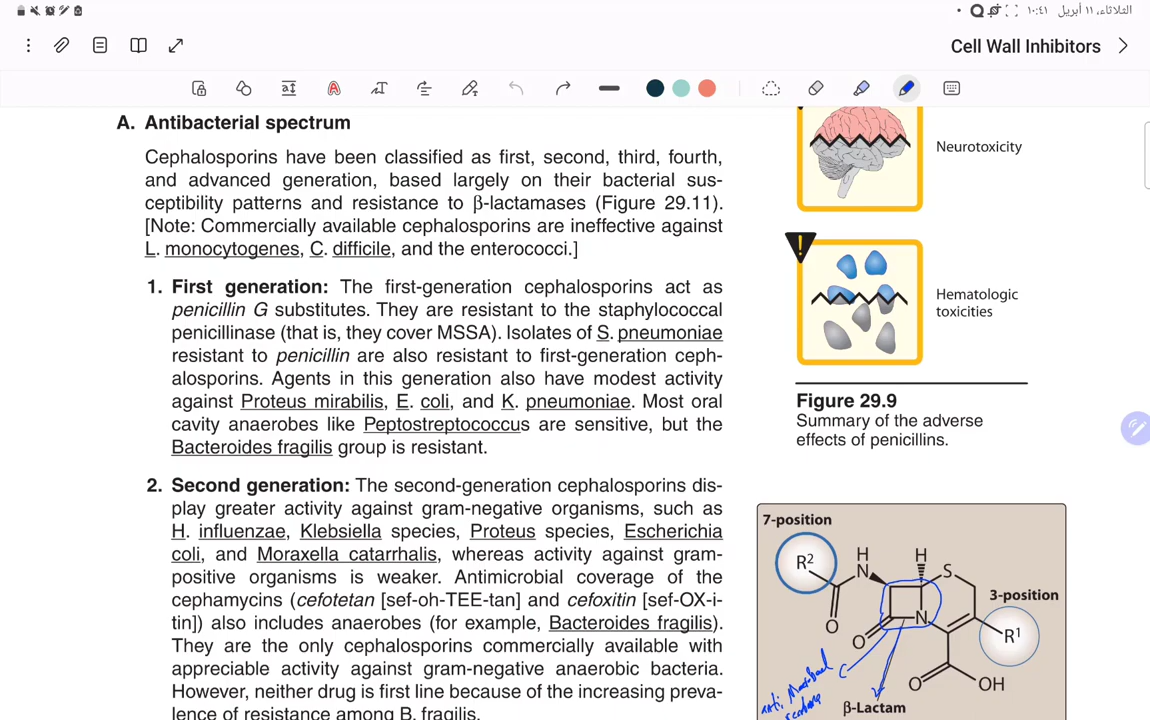 الثلاثاء، ١١ أبريل ١٠:٤١
Cell Wall Inhibitors
A. Antibacterial spectrum
Cephalosporins have been classified as first, second, third, fourth,
and advanced generation, based largely on their bacterial sus-
ceptibility patterns and resistance to β-lactamases (Figure 29.11).
[Note: Commercially available cephalosporins are ineffective against
L. monocytogenes, C. difficile, and the enterococci.]
1. First generation: The first-generation cephalosporins act as
penicillin G substitutes. They are resistant to the staphylococcal
penicillinase (that is, they cover MSSA). Isolates of S. pneumoniae
resistant to penicillin are also resistant to first-generation ceph-
alosporins. Agents in this generation also have modest activity
against Proteus mirabilis, E. coli, and K. pneumoniae. Most oral
cavity anaerobes like Peptostreptococcus are sensitive, but the
Bacteroides fragilis group is resistant.
2. Second generation: The second-generation cephalosporins dis-
play greater activity against gram-negative organisms, such as
H. influenzae, Klebsiella species, Proteus species, Escherichia
coli, and Moraxella catarrhalis, whereas activity against gram-
positive organisms is weaker. Antimicrobial coverage of the
cephamycins (cefotetan [sef-oh-TEE-tan] and cefoxitin [sef-OX-i-
tin]) also includes anaerobes (for example, Bacteroides fragilis).
They are the only cephalosporins commercially available with
appreciable activity against gram-negative anaerobic bacteria.
However, neither drug is first line because of the increasing preva-
lence of resistance among B. fragilis.
Neurotoxicity
!
Hematologic
toxicities
Figure 29.9
Summary of the adverse
effects of penicillins.
7-position
R²
H
N
H
S
3-position
O
O
N
R¹
O
OH
anti
β-Lactam